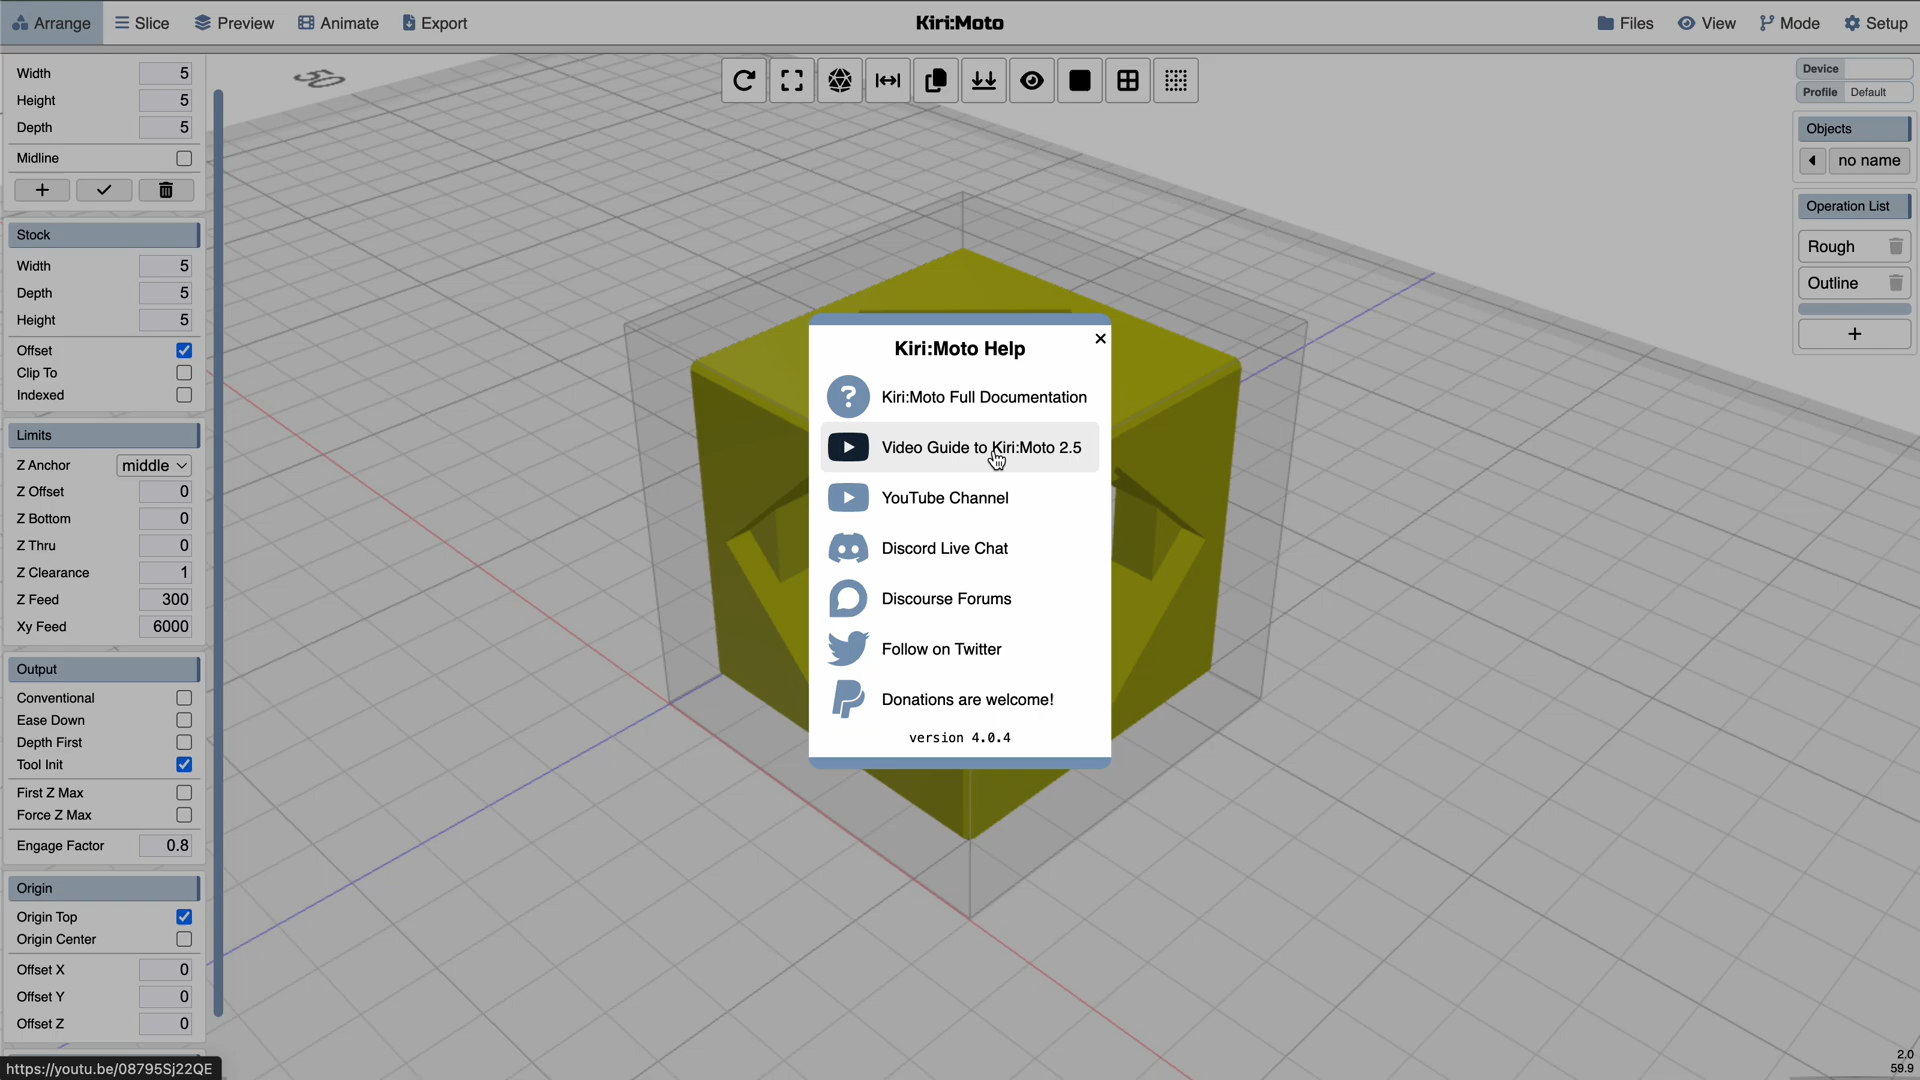 Arrange
Slice
Preview
Animate
Export
Kiri:Moto
Files
View
Mode
Setup
50
Width 5
Height 5
Depth 5
Midline
Stock
Width 5
Depth 5
Height 5
Offset
Clip To
Indexed
Limits
Z Anchor middle
Z Offset 0
Z Bottom 0
Z Thru 0
Z Clearance 1
Z Feed 300
Xy Feed 6000
Output
Conventional
Ease Down
Depth First
Tool Init
First Z Max
Force Z Max
Engage Factor 0.8
Origin
Origin Top
Origin Center
Offset X 0
Offset Y 0
Offset Z 0
https://youtu.be/08795Sj22QE
Kiri:Moto Help
Kiri:Moto Full Documentation
Video Guide to Kiri:Moto 2.5
YouTube Channel
Discord Live Chat
Discourse Forums
Follow on Twitter
Donations are welcome!
version 4.0.4
Device
Profile Default
Objects
no name
Operation List
Rough
Outline
2.0
59.9